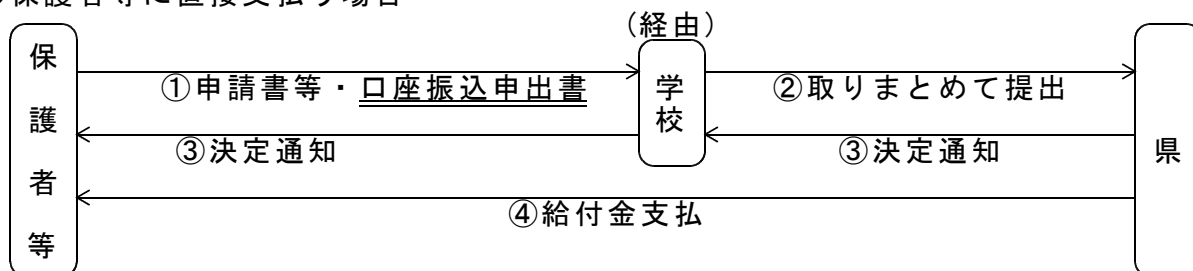 保護者等に直接支払う場合
(経由)
保護者等
①申請書等・口座振込申出書
学校
②取りまとめて提出
県
③決定通知
③決定通知
④給付金支払